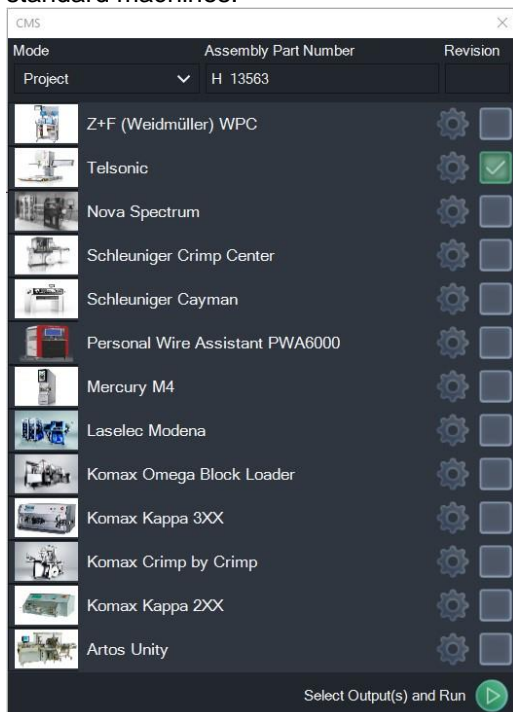 standard machines.
CMS
Mode Assembly Part Number Revision
Project H 13563
Z+F (Weidmüller) WPC
Telsonic
Nova Spectrum
Schleuniger Crimp Center
Schleuniger Cayman
Personal Wire Assistant PWA6000
Mercury M4
Laselec Modena
Komax Omega Block Loader
Komax Kappa 3XX
Komax Crimp by Crimp
Komax Kappa 2XX
Artos Unity
Select Output(s) and Run